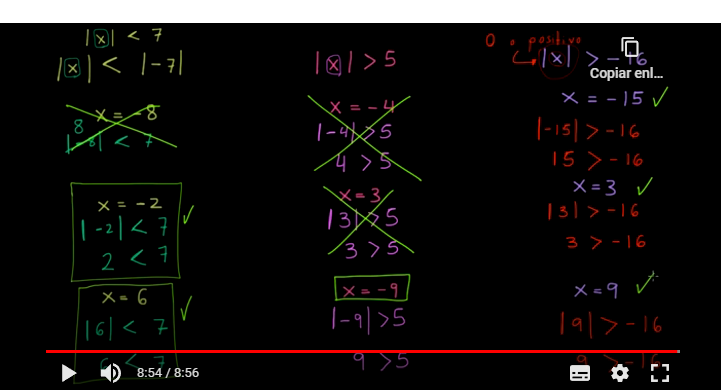 |x| < 7
|x| < |-7|
x = -8
8
|-8| < 7
x = -2
|-2| < 7
2 < 7
x = 6
|6| < 7
6 < 7
|x| > 5
x = -4
|-4| > 5
4 > 5
x = 3
|3| > 5
3 > 5
x = -9
|-9| > 5
9 > 5
0 o positivo
|x| > -16
Copiar enl...
x = -15 ✓
|-15| > -16
15 > -16
x = 3 ✓
|3| > -16
3 > -16
x = 9 ✓
|9| > -16
9 > -16
8:54 / 8:56